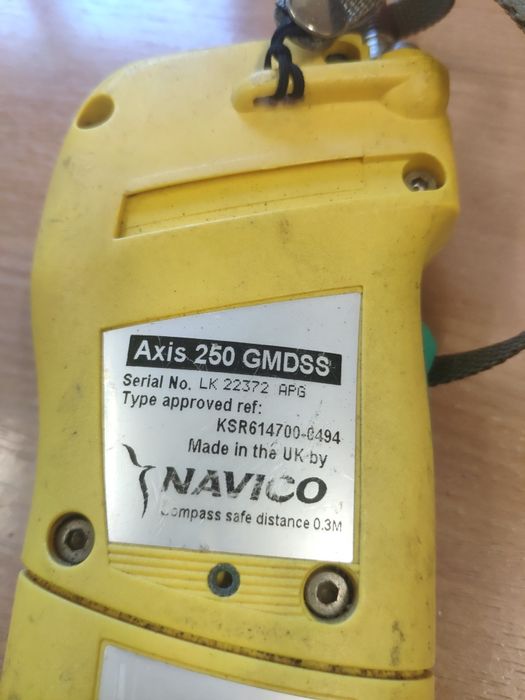 Axis 250 GMDSS
Serial No. LK 22372 APG
Type approved ref:
KSR614700-0494
Made in the UK by
NAVICO
Compass safe distance 0.3M